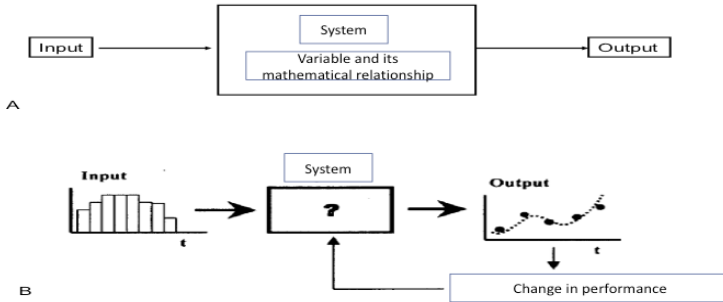 System
Input
Output
Variable and its
mathematical relationship
A
System
Input
Output
?
t
t
Change in performance
B